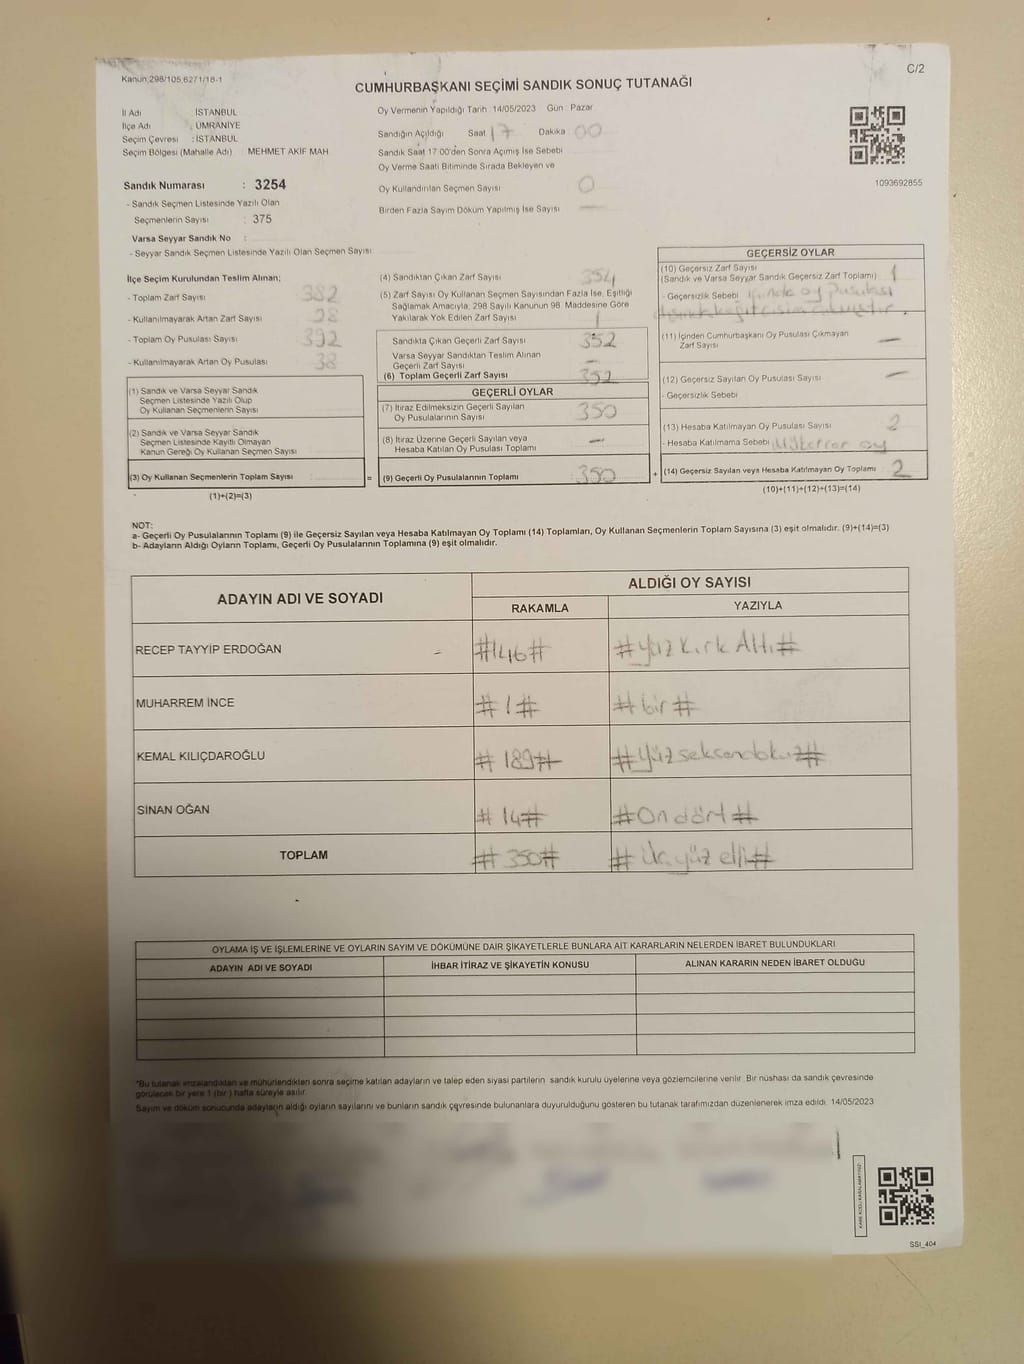 Kanun 298/105,6271/18-1
C/2
CUMHURBAŞKANI SEÇİMİ SANDIK SONUÇ TUTANAĞI
İl Adı : İSTANBUL
İlçe Adı : ÜMRANİYE
Seçim Çevresi : İSTANBUL
Seçim Bölgesi (Mahalle Adı) : MEHMET AKİF MAH.
Sandık Numarası : 3254
- Sandık Seçmen Listesinde Yazılı Olan
Seçmenlerin Sayısı : 375
Varsa Seyyar Sandık No :
- Seyyar Sandık Seçmen Listesinde Yazılı Olan Seçmen Sayısı :
Oy Vermenin Yapıldığı Tarih 14/05/2023 Gün Pazar
Sandığın Açıldığı Saat 17 Dakika 00
Sandık Saat 17:00'den Sonra Açmış İse Sebebi
Oy Verme Saati Bitiminde Sırada Bekleyen ve
Oy Kullandırılan Seçmen Sayısı 0
Birden Fazla Sayım Döküm Yapılmış İse Sayısı —
1093692855
İlçe Seçim Kurulundan Teslim Alınan;
- Toplam Zarf Sayısı 382
- Kullanılmayarak Artan Zarf Sayısı 28
- Toplam Oy Pusulası Sayısı 392
- Kullanılmayarak Artan Oy Pusulası 38
(1) Sandık ve Varsa Seyyar Sandık
Seçmen Listesinde Yazılı Olup
Oy Kullanan Seçmenlerin Sayısı
(2) Sandık ve Varsa Seyyar Sandık
Seçmen Listesinde Kayıtlı Olmayan
Kanun Gereği Oy Kullanan Seçmen Sayısı
(3) Oy Kullanan Seçmenlerin Toplam Sayısı
(1)+(2)=(3)
=
(4) Sandıktan Çıkan Zarf Sayısı 354
(5) Zarf Sayısı Oy Kullanan Seçmen Sayısından Fazla İse, Eşitliği
Sağlamak Amacıyla, 298 Sayılı Kanunun 98. Maddesine Göre
Yakılarak Yok Edilen Zarf Sayısı 1
Sandıkta Çıkan Geçerli Zarf Sayısı 352
Varsa Seyyar Sandıktan Teslim Alınan
Geçerli Zarf Sayısı —
(6) Toplam Geçerli Zarf Sayısı 352
GEÇERLİ OYLAR
(7) İtiraz Edilmeksizin Geçerli Sayılan
Oy Pusulalarının Sayısı 350
(8) İtiraz Üzerine Geçerli Sayılan veya
Hesaba Katılan Oy Pusulası Toplamı —
(9) Geçerli Oy Pusulalarının Toplamı 350
+
GEÇERSİZ OYLAR
(10) Geçersiz Zarf Sayısı
(Sandık ve Varsa Seyyar Sandık Geçersiz Zarf Toplamı) 1
- Geçersizlik Sebebi içinde oy pusulası
(11) İçinden Cumhurbaşkanı Oy Pusulası Çıkmayan
Zarf Sayısı —
(12) Geçersiz Sayılan Oy Pusulası Sayısı —
- Geçersizlik Sebebi
(13) Hesaba Katılmayan Oy Pusulası Sayısı 2
- Hesaba Katılmama Sebebi Mükerrer oy
(14) Geçersiz Sayılan veya Hesaba Katılmayan Oy Toplamı 2
(10)+(11)+(12)+(13)=(14)
NOT:
a- Geçerli Oy Pusulalarının Toplamı (9) ile Geçersiz Sayılan veya Hesaba Katılmayan Oy Toplamı (14) Toplamları, Oy Kullanan Seçmenlerin Toplam Sayısına (3) eşit olmalıdır. (9)+(14)=(3)
b- Adayların Aldığı Oyların Toplamı, Geçerli Oy Pusulalarının Toplamına (9) eşit olmalıdır.
ADAYIN ADI VE SOYADI
ALDIĞI OY SAYISI
RAKAMLA YAZIYLA
RECEP TAYYİP ERDOĞAN #146# #Yüz Kırk Altı#
MUHARREM İNCE #1# #bir#
KEMAL KILIÇDAROĞLU #189# #Yüz seksendokuz#
SİNAN OĞAN #14# #On dört#
TOPLAM #350# #Üç yüz elli#
OYLAMA İŞ VE İŞLEMLERİNE VE OYLARIN SAYIM VE DÖKÜMÜNE DAİR ŞİKAYETLERLE BUNLARA AİT KARARLARIN NELERDEN İBARET BULUNDUKLARI
ADAYIN ADI VE SOYADI İHBAR İTİRAZ VE ŞİKAYETİN KONUSU ALINAN KARARIN NEDEN İBARET OLDUĞU
*Bu tutanak imzalandıktan ve mühürlendikten sonra seçime katılan adayların ve talep eden siyasi partilerin sandık kurulu üyelerine veya gözlemcilerine verilir. Bir nüshası da sandık çevresinde
görülecek bir yere 1 (bir) hafta süreyle asılır.
Sayım ve döküm sonucunda adayların aldığı oyların sayılarını ve bunların sandık çevresinde bulunanlara duyurulduğunu gösteren bu tutanak tarafımızdan düzenlenerek imza edildi. 14/05/2023
KARE KODU KARALAMAYINIZ!
SSI_404